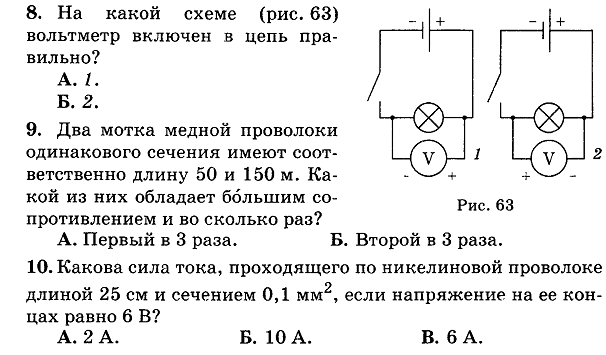 8. На какой схеме (рис. 63)
вольтметр включен в цепь пра-
вильно?
А. 1.
Б. 2.
9. Два мотка медной проволоки
одинакового сечения имеют соот-
ветственно длину 50 и 150 м. Ка-
кой из них обладает бо́льшим со-
противлением и во сколько раз?
А. Первый в 3 раза. Б. Второй в 3 раза.
- +
V
- + 1
- +
V
+ - 2
Рис. 63
10. Какова сила тока, проходящего по никелиновой проволоке
длиной 25 см и сечением 0,1 мм², если напряжение на ее кон-
цах равно 6 В?
А. 2 А. Б. 10 А. В. 6 А.